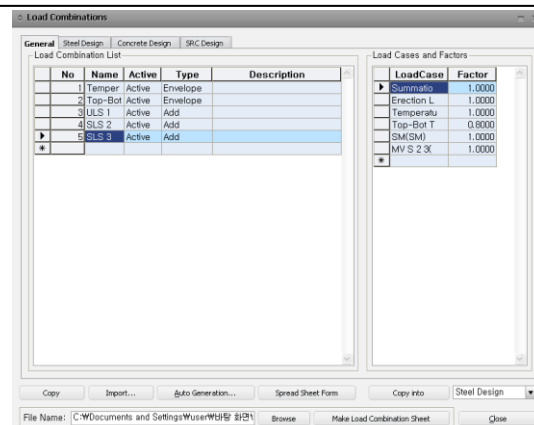 Load Combinations
General Steel Design Concrete Design SRC Design
Load Combination List
No Name Active Type Description
1 Temper Active Envelope
2 Top-Bot Active Envelope
3 ULS 1 Active Add
4 SLS 2 Active Add
5 SLS 3 Active Add
Load Cases and Factors
LoadCase Factor
Summatio 1.0000
Erection L 1.0000
Temperatu 1.0000
Top-Bot T 0.8000
SM(SM) 1.0000
MV S 2 3( 1.0000
Copy Import... Auto Generation... Spread Sheet Form Copy into Steel Design
File Name: C:₩Documents and Settings₩user₩바탕 화면 Browse Make Load Combination Sheet Close